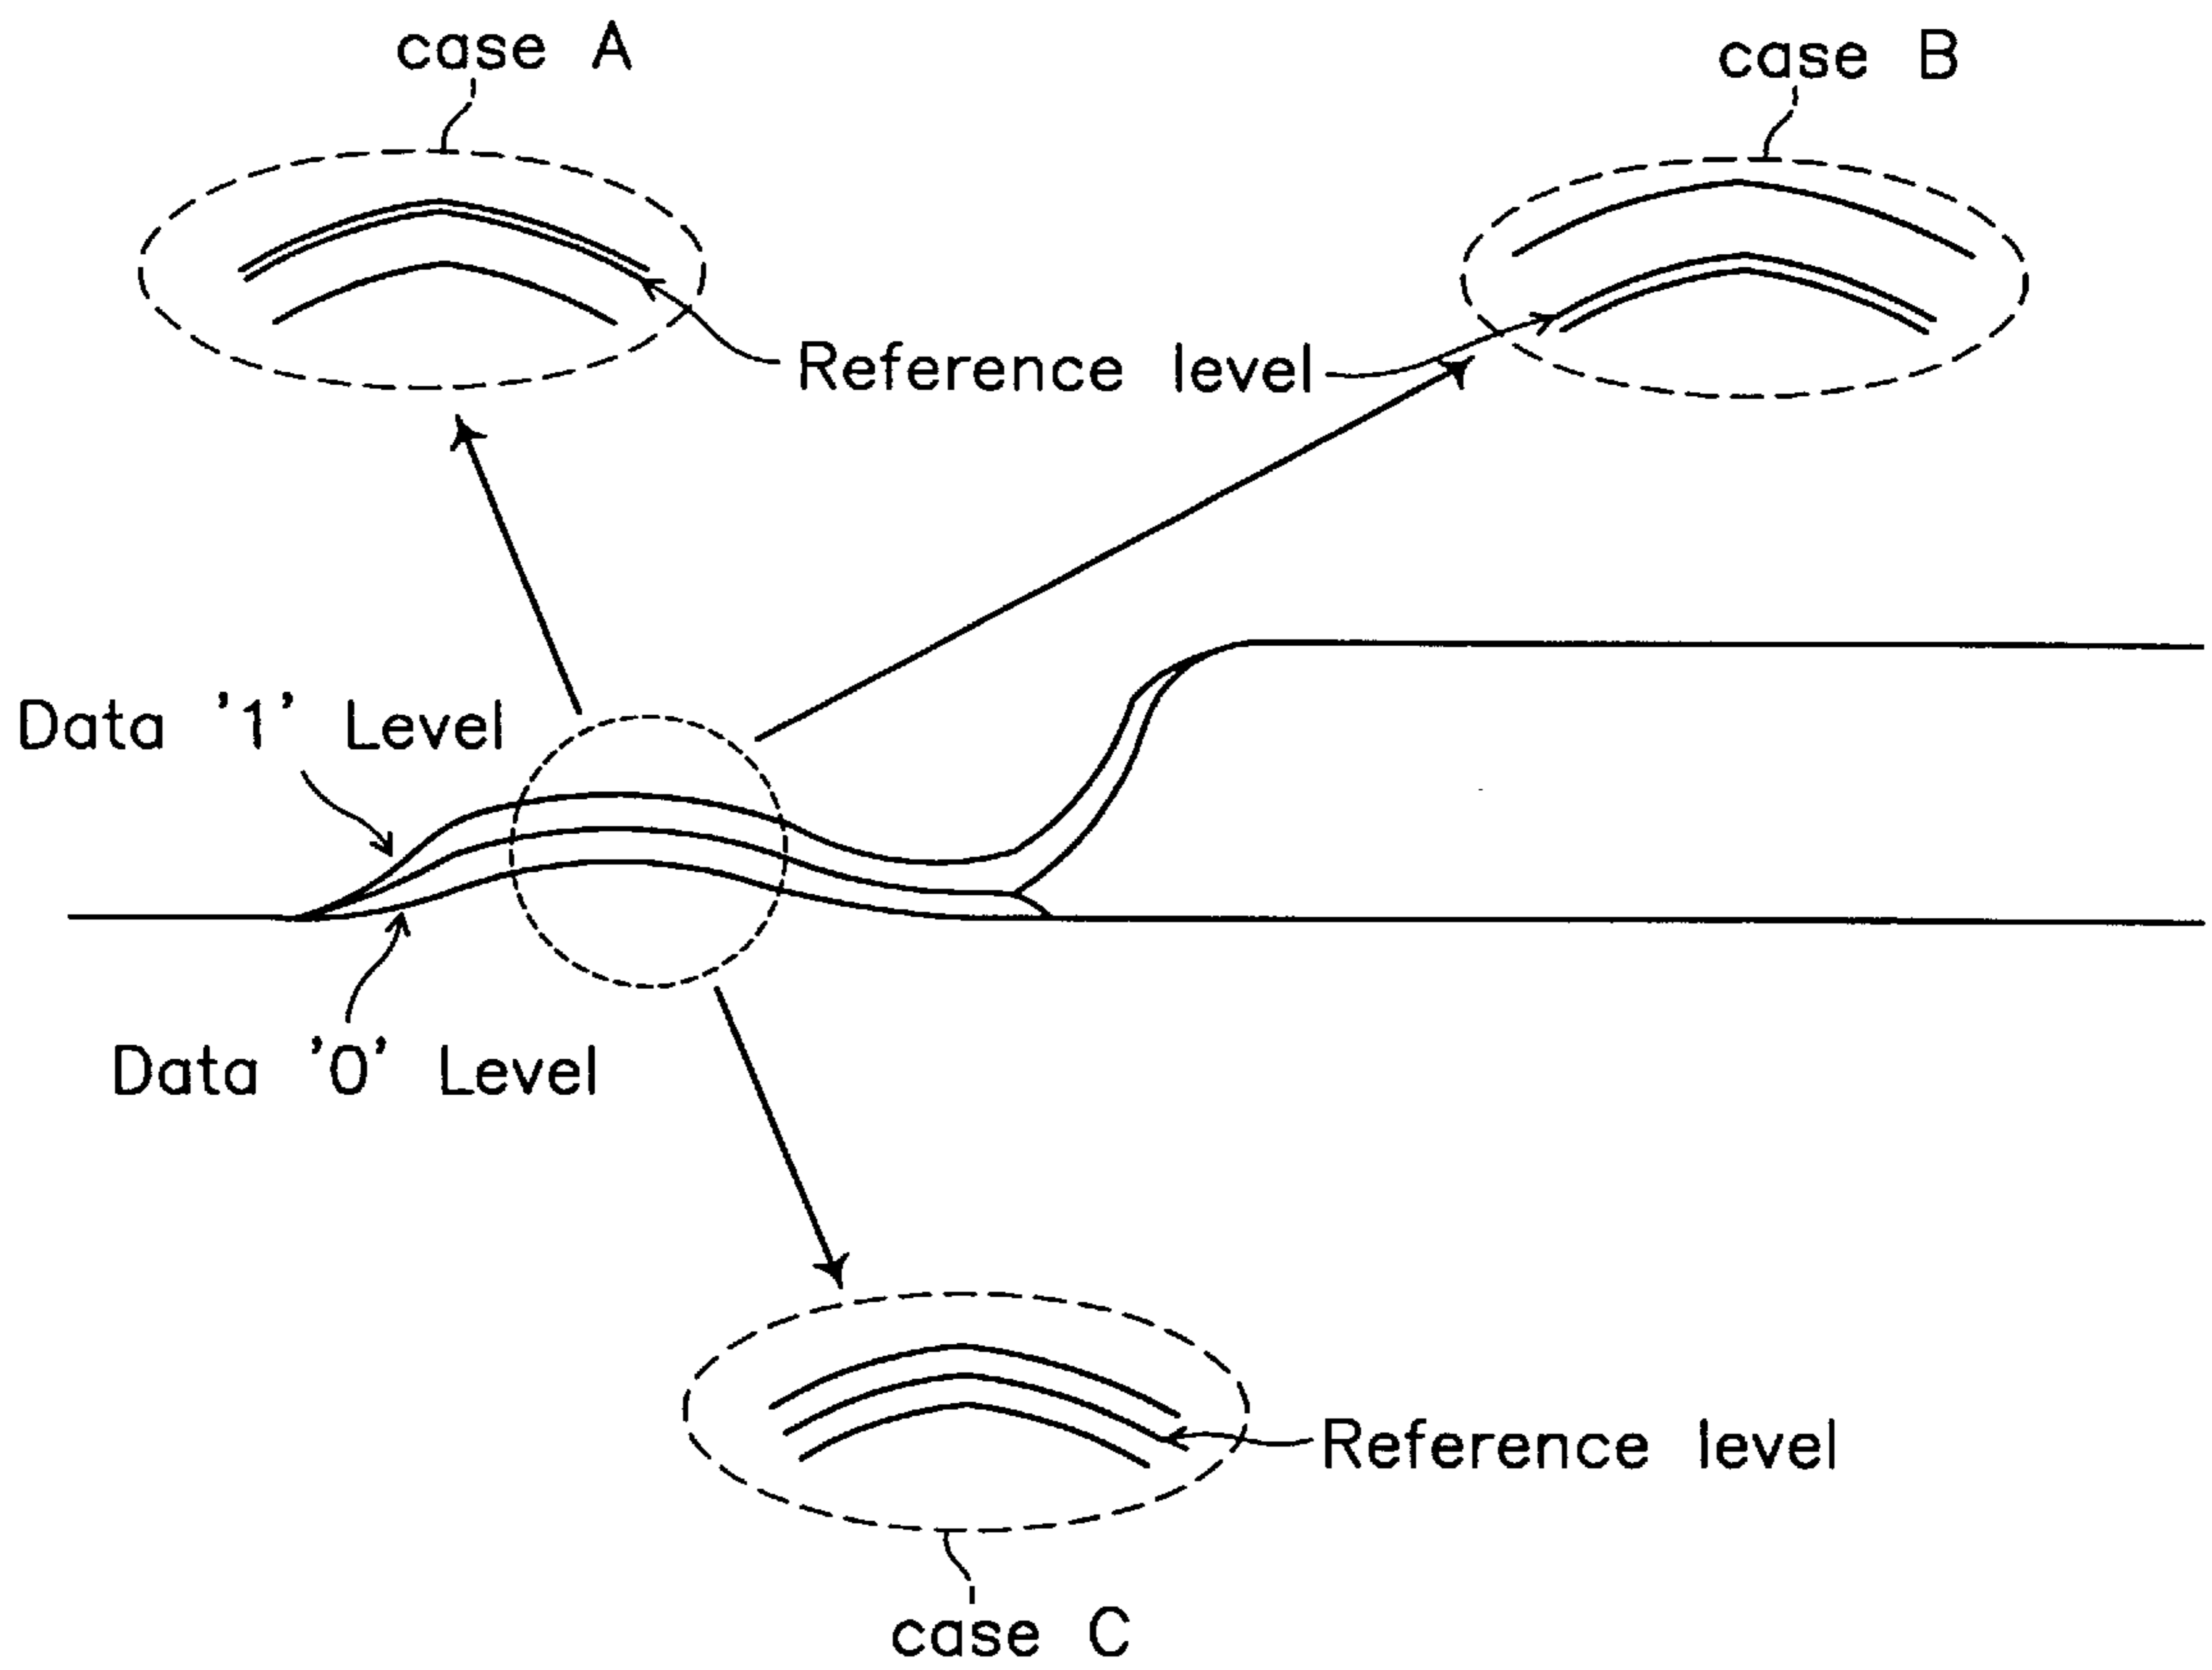 case A
case B
Reference level
Data '1' Level
Data '0' Level
Reference level
case C